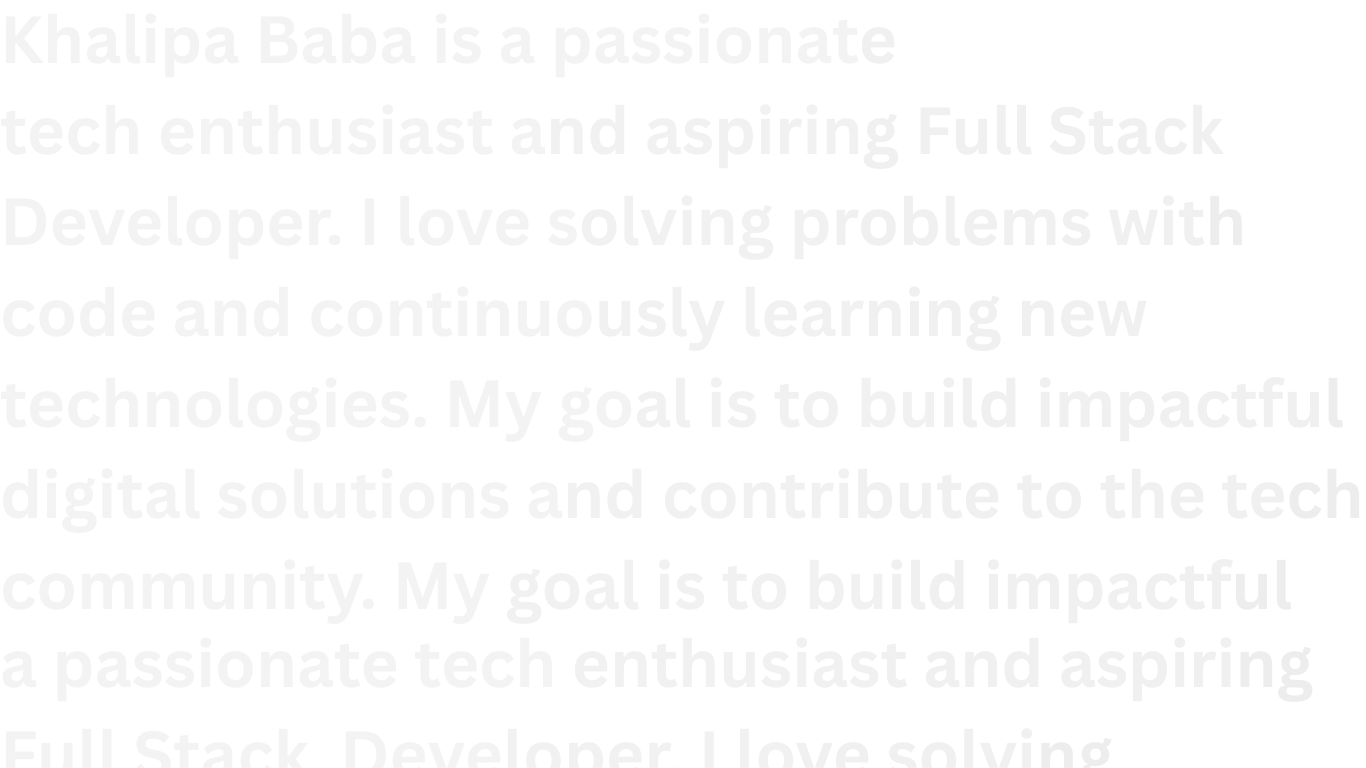 Khalipa Baba is a passionate
tech enthusiast and aspiring Full Stack
Developer. I love solving problems with
code and continuously learning new
technologies. My goal is to build impactful
digital solutions and contribute to the tech
community. My goal is to build impactful
a passionate tech enthusiast and aspiring
Full Stack Developer I love solving